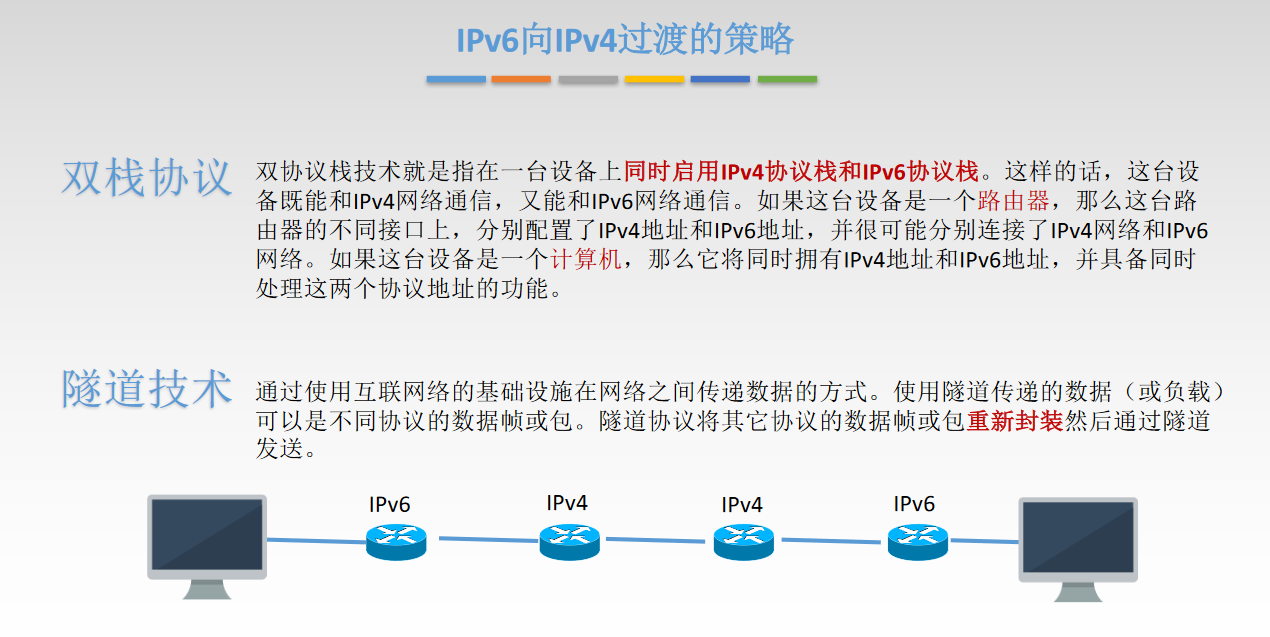 IPv6向IPv4过渡的策略
双栈协议
双协议栈技术就是指在一台设备上同时启用IPv4协议栈和IPv6协议栈。这样的话，这台设
备既能和IPv4网络通信，又能和IPv6网络通信。如果这台设备是一个路由器，那么这台路
由器的不同接口上，分别配置了IPv4地址和IPv6地址，并很可能分别连接了IPv4网络和IPv6
网络。如果这台设备是一个计算机，那么它将同时拥有IPv4地址和IPv6地址，并具备同时
处理这两个协议地址的功能。
隧道技术
通过使用互联网络的基础设施在网络之间传递数据的方式。使用隧道传递的数据（或负载）
可以是不同协议的数据帧或包。隧道协议将其它协议的数据帧或包重新封装然后通过隧道
发送。
IPv6
IPv4
IPv4
IPv6